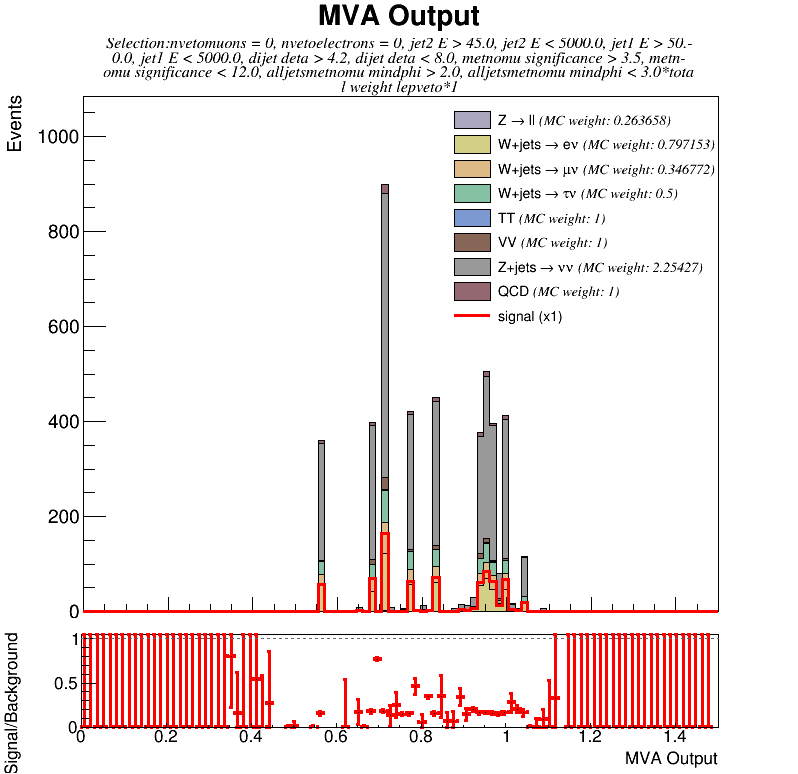 MVA Output
Selection:nvetomuons = 0, nvetoelectrons = 0, jet2 E > 45.0, jet2 E < 5000.0, jet1 E > 50.-
0.0, jet1 E < 5000.0, dijet deta > 4.2, dijet deta < 8.0, metnomu significance > 3.5, metn-
omu significance < 12.0, alljetsmetnomu mindphi > 2.0, alljetsmetnomu mindphi < 3.0*tota
l weight lepveto*1
Events
1000
800
600
400
200
0
Z → ll (MC weight: 0.263658)
W+jets → eν (MC weight: 0.797153)
W+jets → μν (MC weight: 0.346772)
W+jets → τν (MC weight: 0.5)
TT (MC weight: 1)
VV (MC weight: 1)
Z+jets → νν (MC weight: 2.25427)
QCD (MC weight: 1)
signal (x1)
Signal/Background
1
0.5
0
0 0.2 0.4 0.6 0.8 1 1.2 1.4
MVA Output